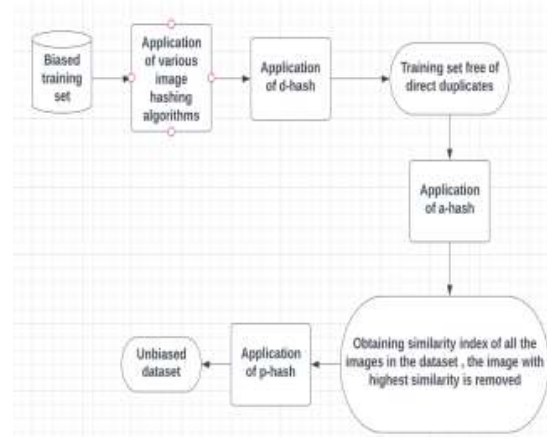 Biased
training
set
Application
of various
image
hashing
algorithms
Application
of d-hash
Training set free of
direct duplicates
Application
of a-hash
Obtaining similarity index of all the
images in the dataset , the image with
highest similarity is removed
Application
of p-hash
Unbiased
dataset